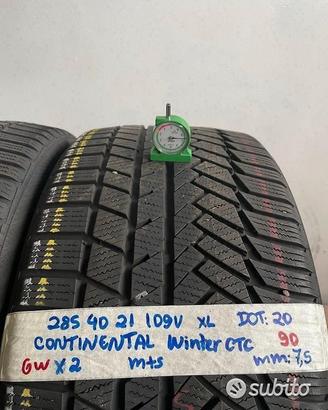 285 40 21 109V XL DOT: 20
CONTINENTAL Winter CTC 90
GW X2 M+S mm: 7,5
subito